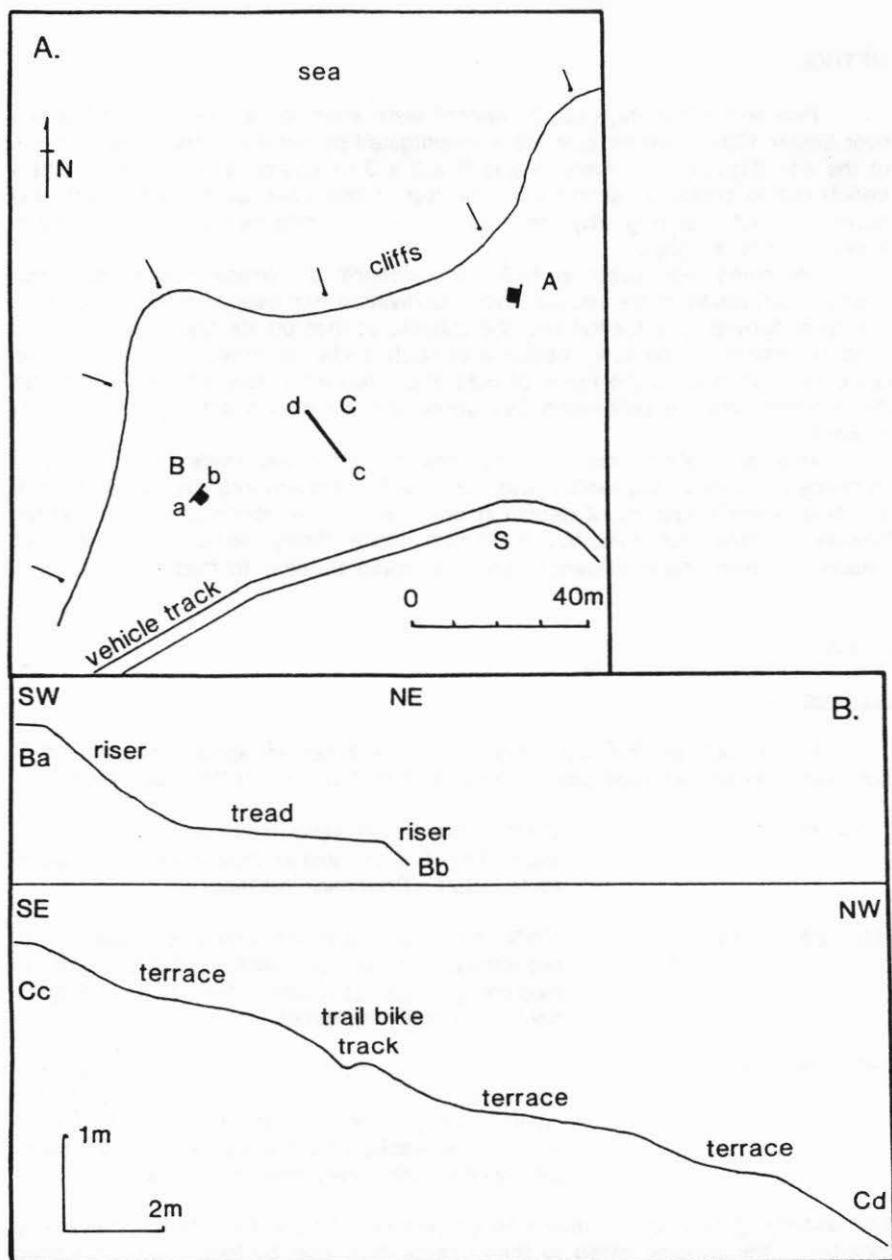 A.
sea
N
cliffs
A
d C
c
B
b
a
S
vehicle track
0 40m
SW NE B.
Ba riser
tread riser
Bb
SE NW
Cc terrace
trail bike
track
terrace
terrace
1m
2m
Cd